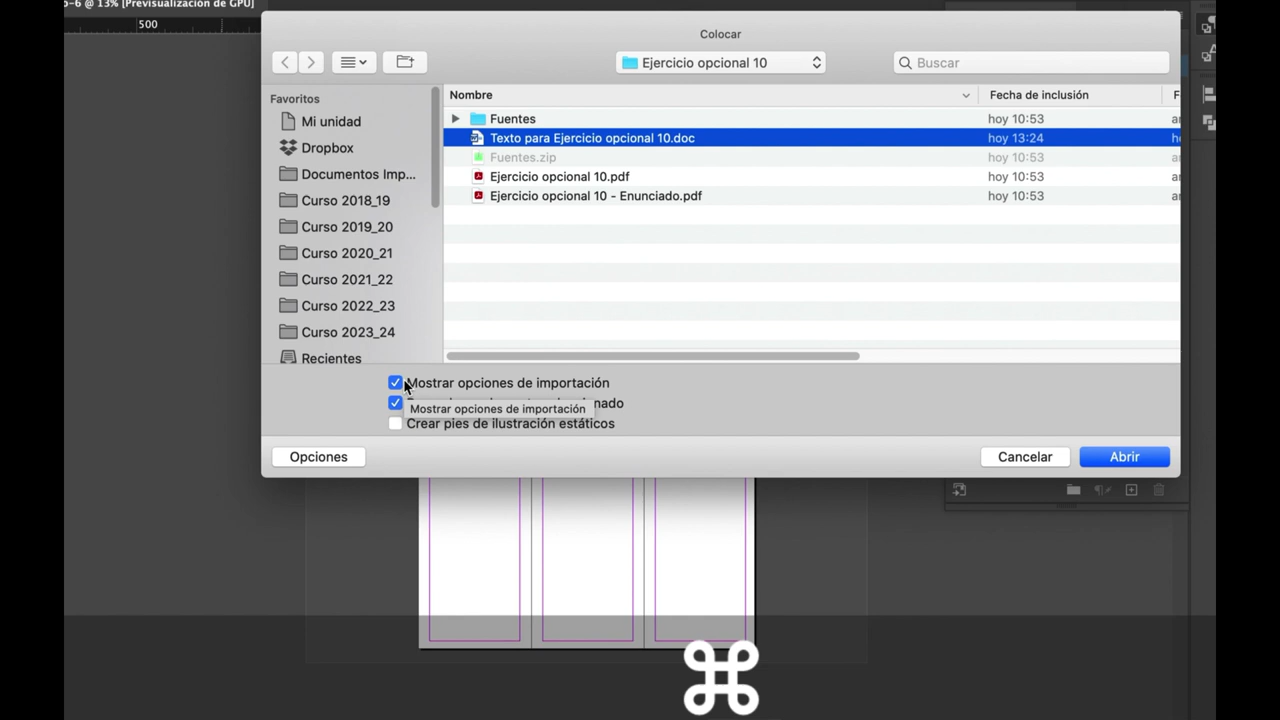 o-6 @ 13% [Previsualización de GPU]
500
Colocar
Ejercicio opcional 10
Buscar
Favoritos
Mi unidad
Dropbox
Documentos Imp...
Curso 2018_19
Curso 2019_20
Curso 2020_21
Curso 2021_22
Curso 2022_23
Curso 2023_24
Recientes
Nombre Fecha de inclusión F
Fuentes hoy 10:53
Texto para Ejercicio opcional 10.doc hoy 13:24
Fuentes.zip hoy 10:53
Ejercicio opcional 10.pdf hoy 10:53
Ejercicio opcional 10 - Enunciado.pdf hoy 10:53
Mostrar opciones de importación
Mostrar opciones de importación
Crear pies de ilustración estáticos
Opciones
Cancelar
Abrir